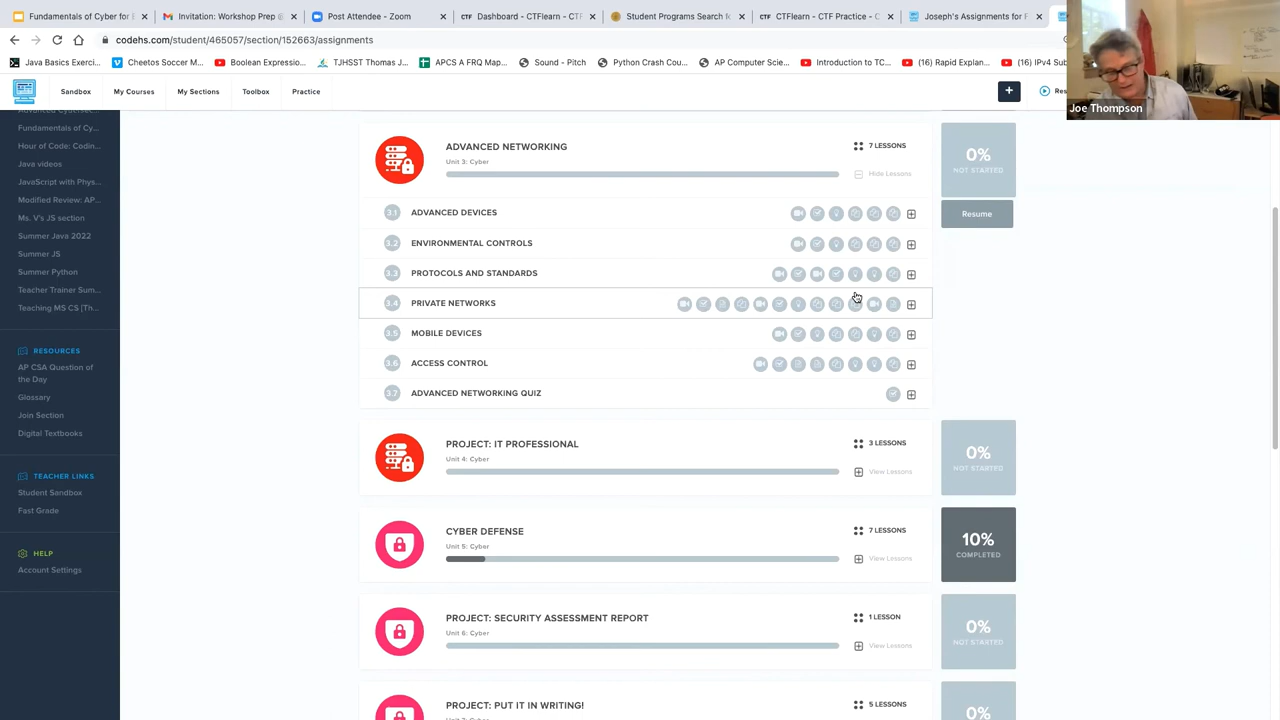 Fundamentals of Cyber for F
Invitation: Workshop Prep @
Post Attendee - Zoom
CTF Dashboard - CTFlearn - CTF
Student Programs Search fo
CTF CTFlearn - CTF Practice - C
Joseph's Assignments for F
codehs.com/student/465057/section/152663/assignments
Java Basics Exerci...
Cheetos Soccer M...
Boolean Expressio...
TJHSST Thomas J...
APCS A FRQ Map...
Sound - Pitch
Python Crash Cou...
AP Computer Scie...
Introduction to TC...
(16) Rapid Explan...
(16) IPv4 Sub
Sandbox
My Courses
My Sections
Toolbox
Practice
+
Joe Thompson
Fundamentals of Cy...
Hour of Code: Codin...
Java videos
JavaScript with Phys...
Modified Review: AP...
Ms. V's JS section
Summer Java 2022
Summer JS
Summer Python
Teacher Trainer Sum...
Teaching MS CS [Th...
RESOURCES
AP CSA Question of
the Day
Glossary
Join Section
Digital Textbooks
TEACHER LINKS
Student Sandbox
Fast Grade
HELP
Account Settings
ADVANCED NETWORKING
7 LESSONS
Unit 3: Cyber
Hide Lessons
0%
NOT STARTED
Resume
3.1 ADVANCED DEVICES
3.2 ENVIRONMENTAL CONTROLS
3.3 PROTOCOLS AND STANDARDS
3.4 PRIVATE NETWORKS
3.5 MOBILE DEVICES
3.6 ACCESS CONTROL
3.7 ADVANCED NETWORKING QUIZ
PROJECT: IT PROFESSIONAL
3 LESSONS
Unit 4: Cyber
View Lessons
0%
NOT STARTED
CYBER DEFENSE
7 LESSONS
Unit 5: Cyber
View Lessons
10%
COMPLETED
PROJECT: SECURITY ASSESSMENT REPORT
1 LESSON
Unit 6: Cyber
View Lessons
0%
NOT STARTED
PROJECT: PUT IT IN WRITING!
5 LESSONS
0%